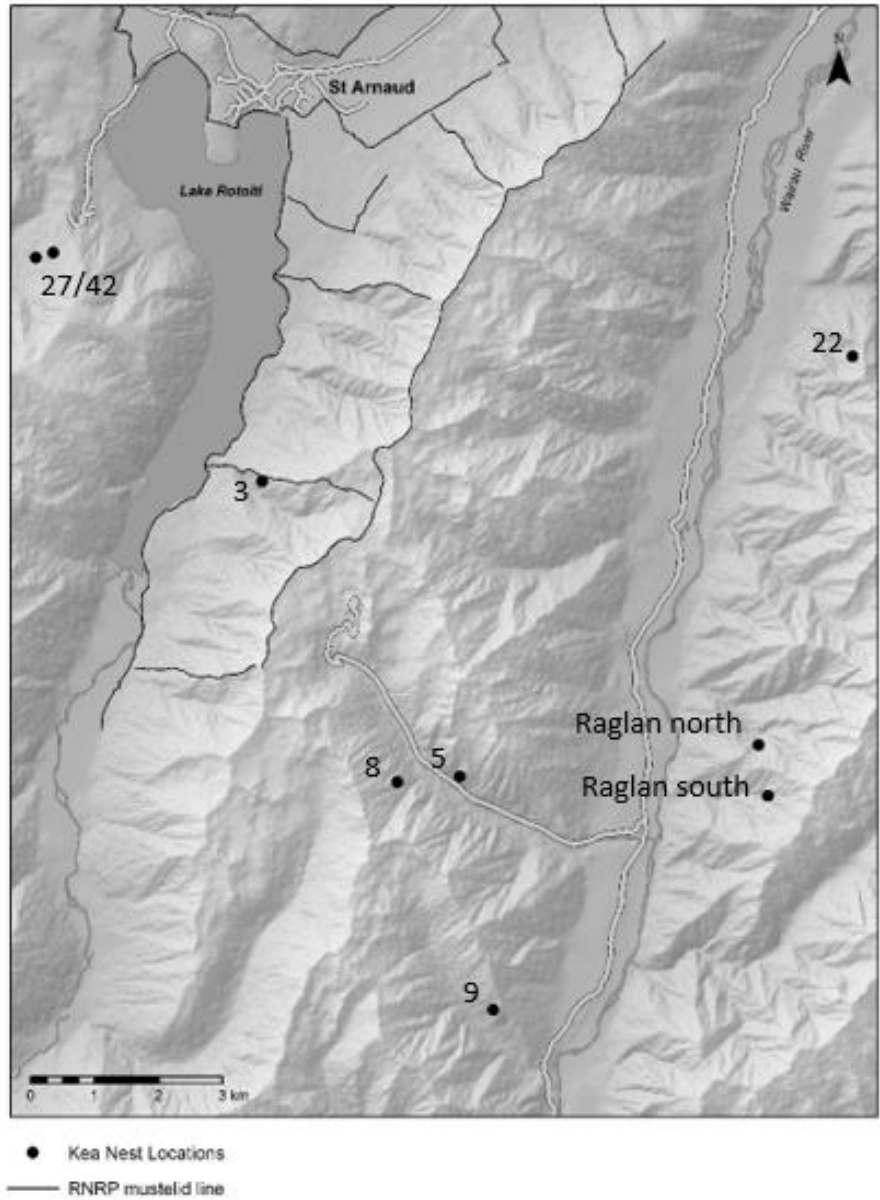 N
St Arnaud
Wairau River
Lake Rotoiti
27/42
22
3
Raglan north
8
5
Raglan south
9
0 1 2 3 km
Kea Nest Locations
RNRP mustelid line